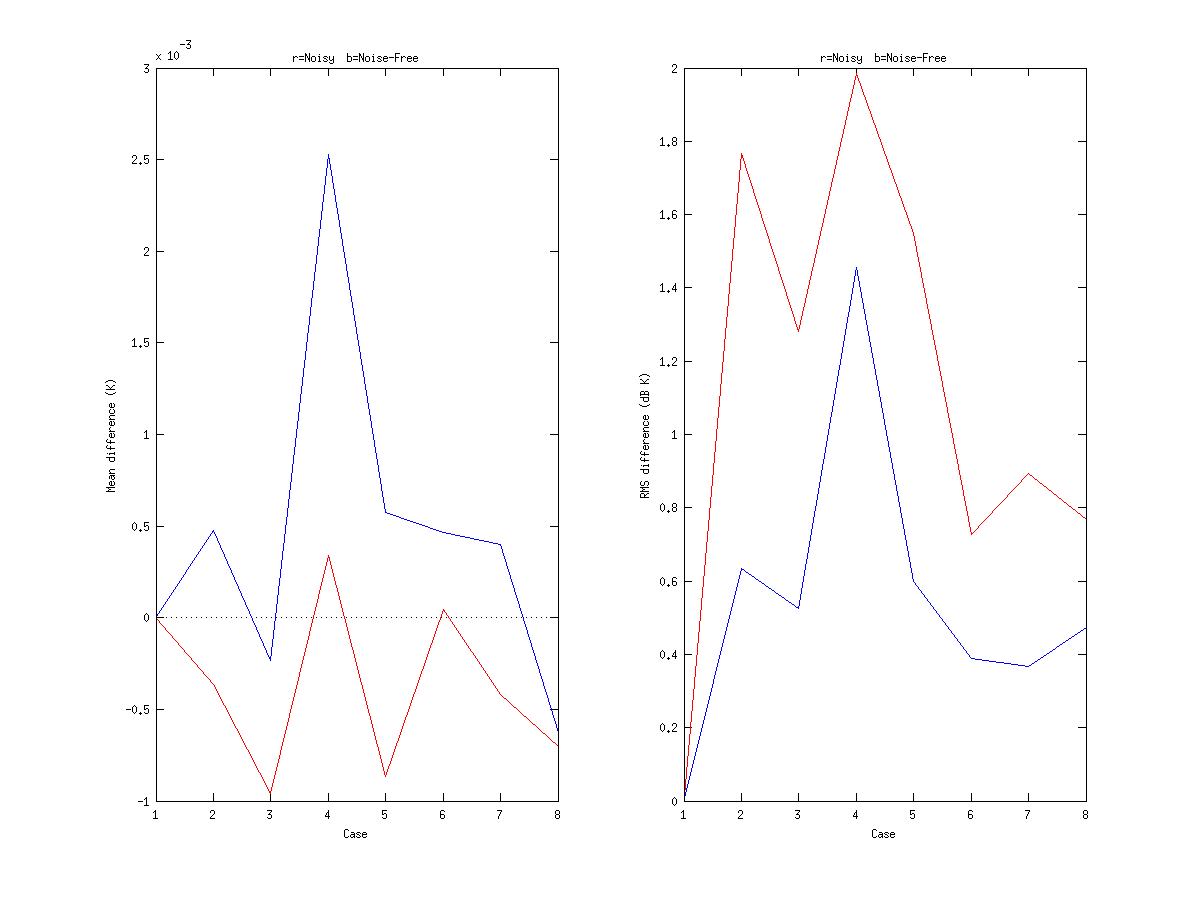 x 10 -3
r=Noisy b=Noise-Free
3
2.5
2
1.5
1
0.5
0
-0.5
-1
Mean difference (K)
1 2 3 4 5 6 7 8
Case
r=Noisy b=Noise-Free
2
1.8
1.6
1.4
1.2
1
0.8
0.6
0.4
0.2
0
RMS difference (dB K)
1 2 3 4 5 6 7 8
Case